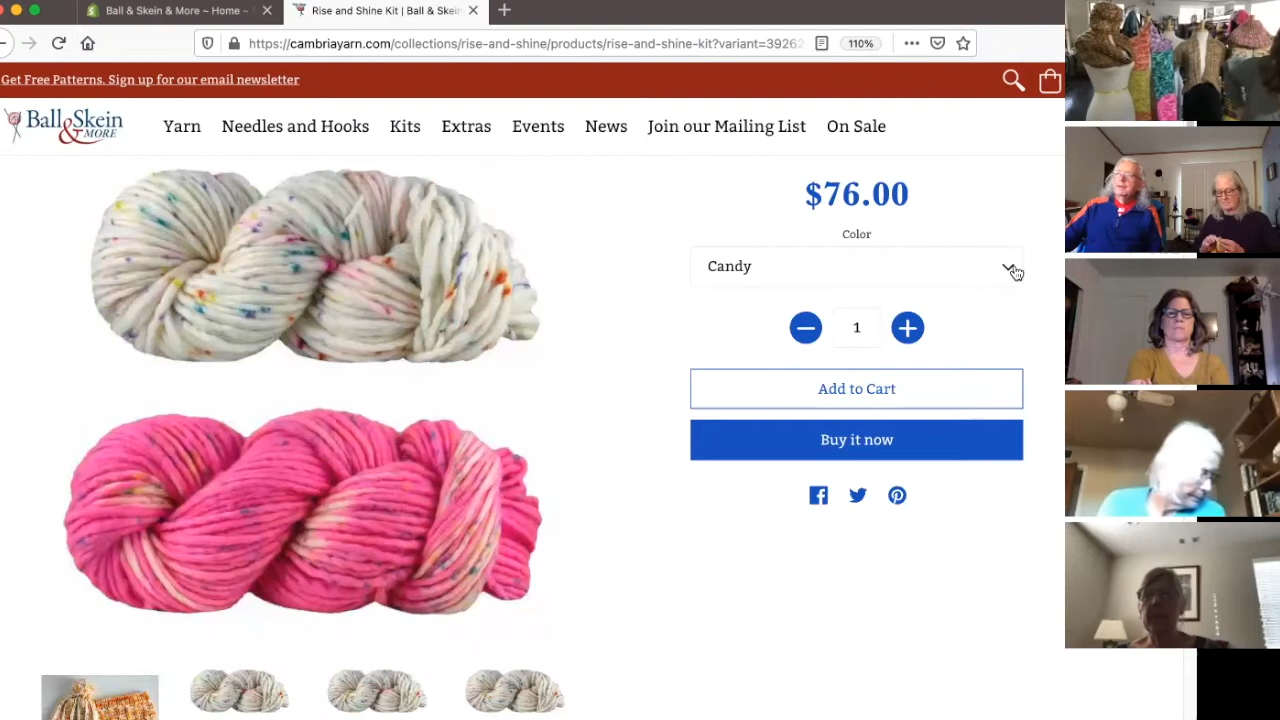 Ball & Skein & More ~ Home ~
Rise and Shine Kit | Ball & Skein
https://cambriayarn.com/collections/rise-and-shine/products/rise-and-shine-kit?variant=39262
110%
Get Free Patterns. Sign up for our email newsletter
Ball & Skein
& MORE
Yarn Needles and Hooks Kits Extras Events News Join our Mailing List On Sale
$76.00
Color
Candy
1
Add to Cart
Buy it now